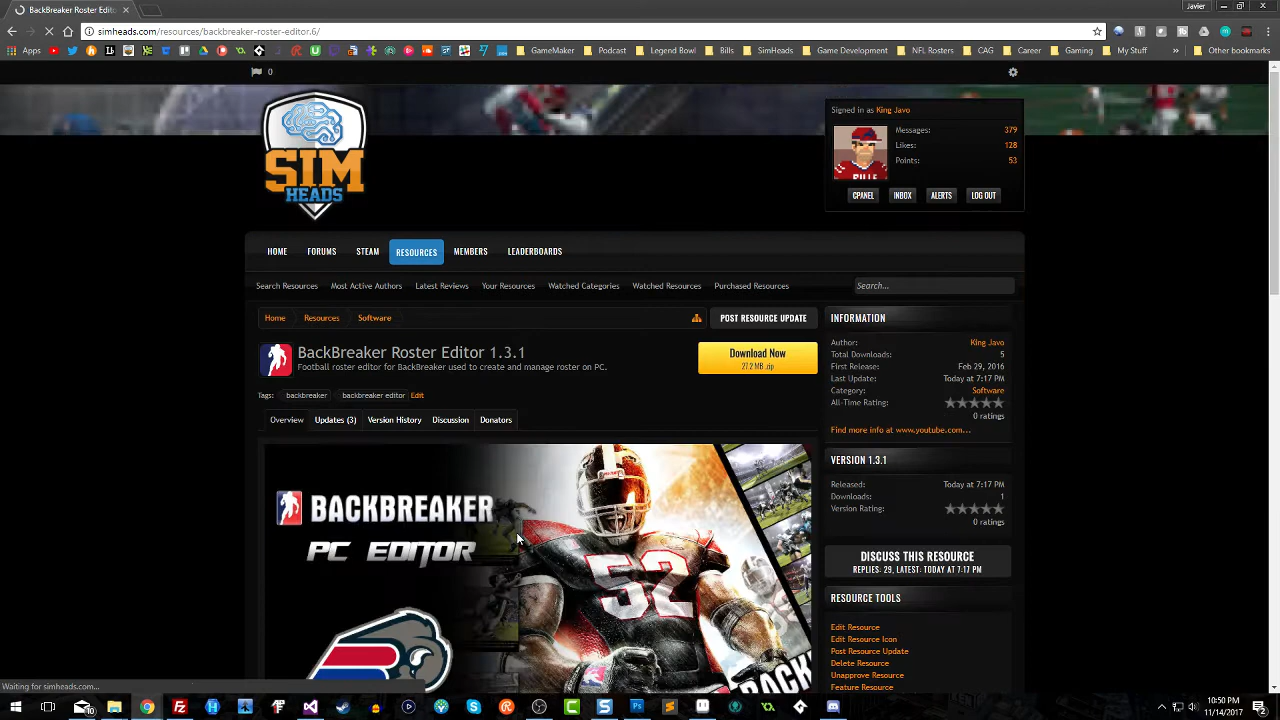 BackBreaker Roster Edito
Javier
simheads.com/resources/backbreaker-roster-editor.6/
Apps
GameMaker
Podcast
Legend Bowl
Bills
SimHeads
Game Development
NFL Rosters
CAG
Career
Gaming
My Stuff
Other bookmarks
0
SIM
HEADS
Signed in as King Javo
Messages: 379
Likes: 128
Points: 53
CPANEL
INBOX
ALERTS
LOG OUT
HOME
FORUMS
STEAM
RESOURCES
MEMBERS
LEADERBOARDS
Search Resources
Most Active Authors
Latest Reviews
Your Resources
Watched Categories
Watched Resources
Purchased Resources
Search...
Home
Resources
Software
POST RESOURCE UPDATE
BackBreaker Roster Editor 1.3.1
Football roster editor for BackBreaker used to create and manage roster on PC.
Download Now
27.2 MB .zip
Tags: backbreaker backbreaker editor Edit
Overview
Updates (3)
Version History
Discussion
Donators
BACKBREAKER
PC EDITOR
52
INFORMATION
Author: King Javo
Total Downloads: 5
First Release: Feb 29, 2016
Last Update: Today at 7:17 PM
Category: Software
All-Time Rating:
0 ratings
Find more info at www.youtube.com...
VERSION 1.3.1
Released: Today at 7:17 PM
Downloads: 1
Version Rating:
0 ratings
DISCUSS THIS RESOURCE
REPLIES: 29, LATEST: TODAY AT 7:17 PM
RESOURCE TOOLS
Edit Resource
Edit Resource Icon
Post Resource Update
Delete Resource
Unapprove Resource
Feature Resource
Waiting for simheads.com...
10:50 PM
11/14/2017